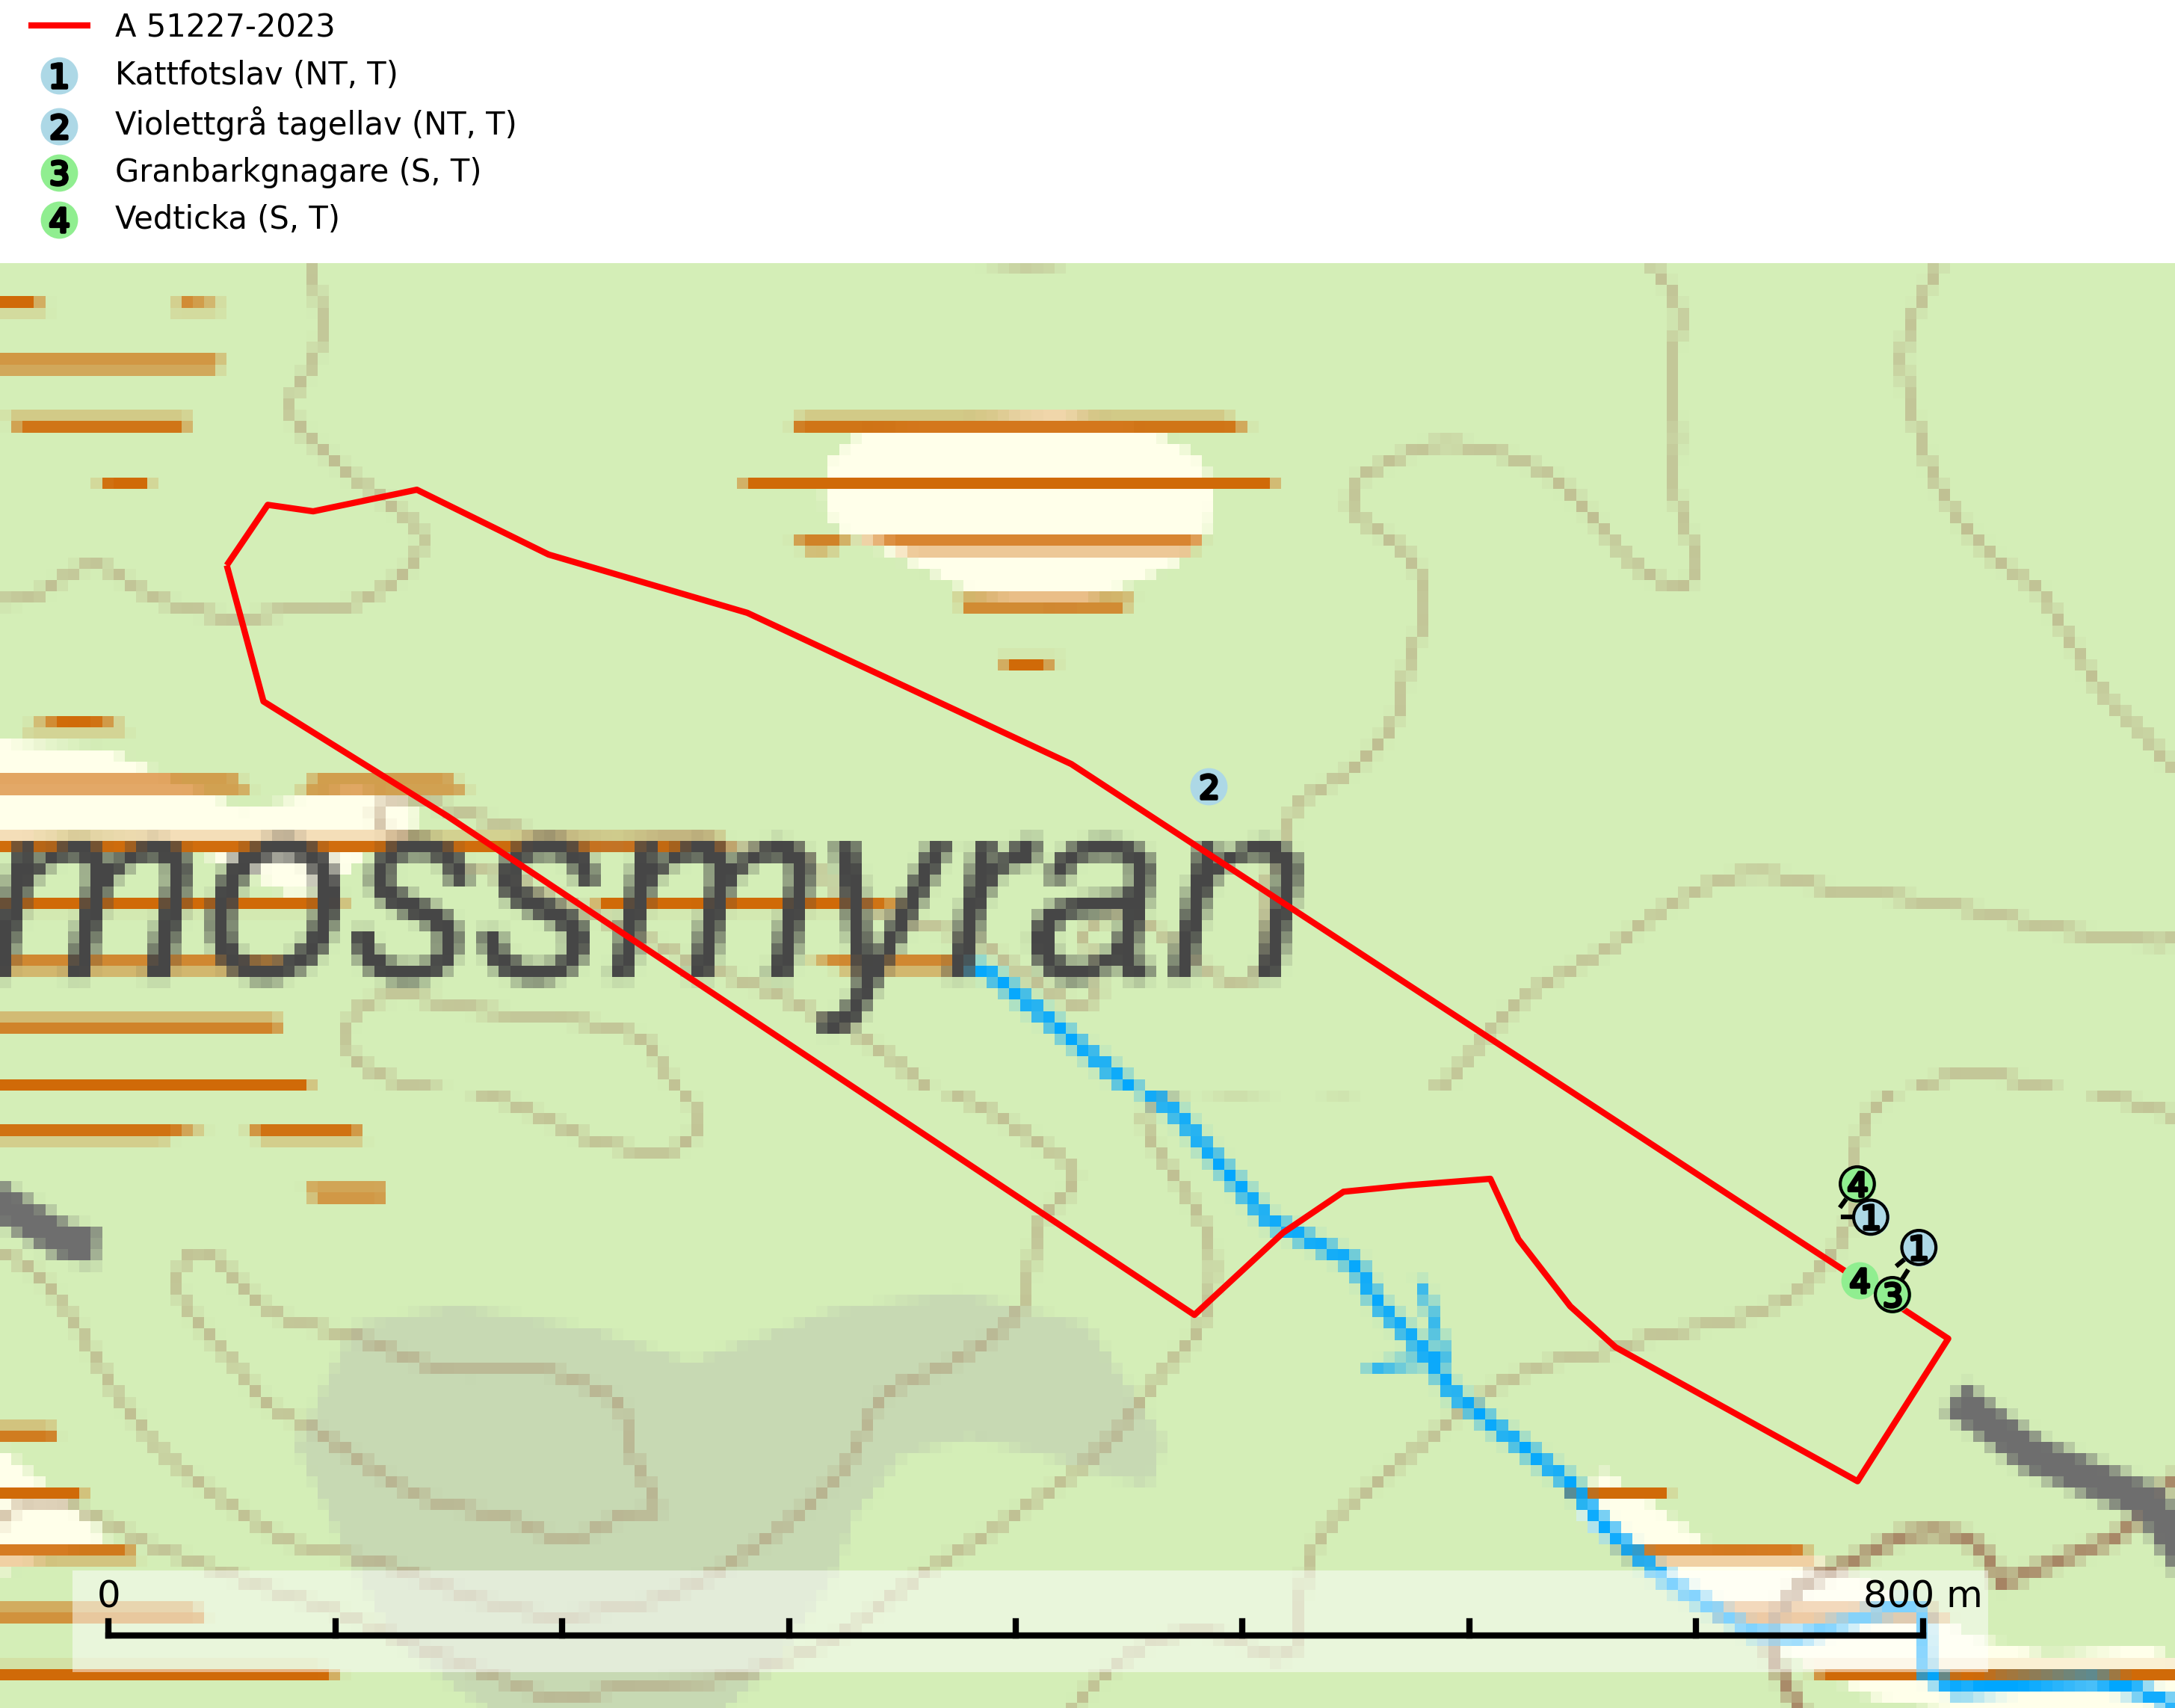 A 51227-2023
1 Kattfotslav (NT, T)
2 Violettgrå tagellav (NT, T)
3 Granbarkgnagare (S, T)
4 Vedticka (S, T)
2
mossmyran
4
1
1
4
3
0 800 m